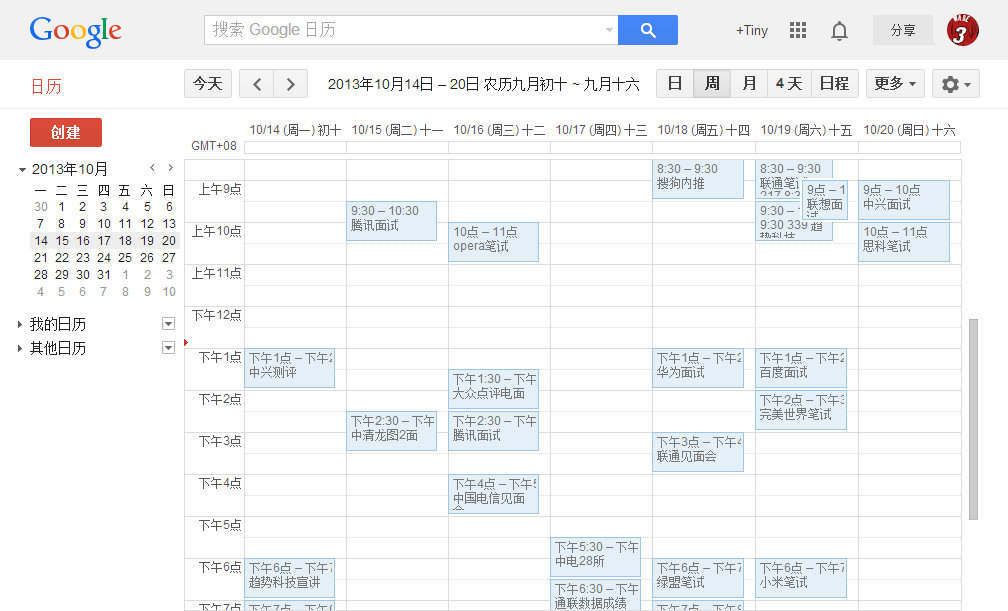 Google
搜索 Google 日历
+Tiny
分享
日历
今天
2013年10月14日 – 20日 农历九月初十 ~ 九月十六
日 周 月 4 天 日程
更多
创建
2013年10月
一 二 三 四 五 六 日
30 1 2 3 4 5 6
7 8 9 10 11 12 13
14 15 16 17 18 19 20
21 22 23 24 25 26 27
28 29 30 31 1 2 3
4 5 6 7 8 9 10
我的日历
其他日历
10/14 (周一) 初十 10/15 (周二) 十一 10/16 (周三) 十二 10/17 (周四) 十三 10/18 (周五) 十四 10/19 (周六) 十五 10/20 (周日) 十六
GMT+08
上午9点
上午10点
上午11点
下午12点
下午1点
下午2点
下午3点
下午4点
下午5点
下午6点
下午7点
下午1点 – 下午2
中兴测评
下午6点 – 下午7
趋势科技宣讲
9:30 – 10:30
腾讯面试
下午2:30 – 下午
中青龙图2面
10点 – 11点
opera笔试
下午1:30 – 下午
大众点评电面
下午2:30 – 下午
腾讯面试
下午4点 – 下午5
中国电信见面
会
下午5:30 – 下午
中电28所
下午6:30 – 下午
通联数据成绩
8:30 – 9:30
搜狗内推
下午1点 – 下午2
华为面试
下午3点 – 下午4
联通见面会
下午6点 – 下午7
绿盟笔试
8:30 – 9:30
联通笔试
9点 – 1
联想面
试
9:30 –
9:30 339 趋
势科技
下午1点 – 下午2
百度面试
下午2点 – 下午3
完美世界笔试
下午6点 – 下午7
小米笔试
9点 – 10点
中兴面试
10点 – 11点
思科笔试